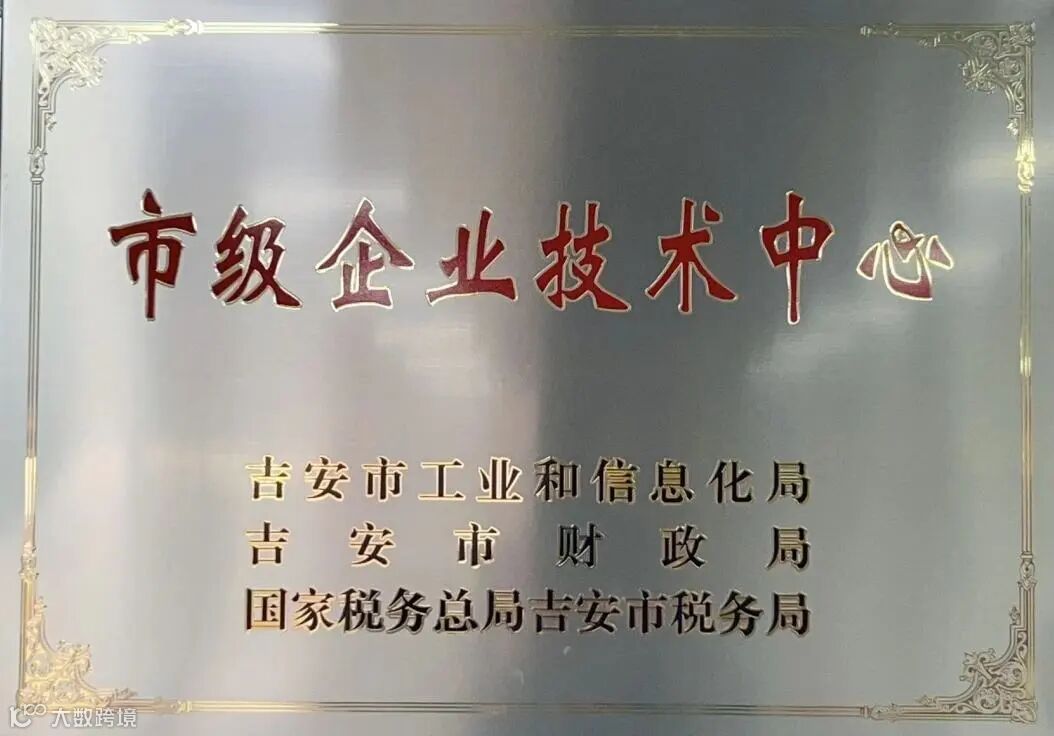 市级企业技术中心
吉安市工业和信息化局
吉安市财政局
国家税务总局吉安市税务局
大数跨境